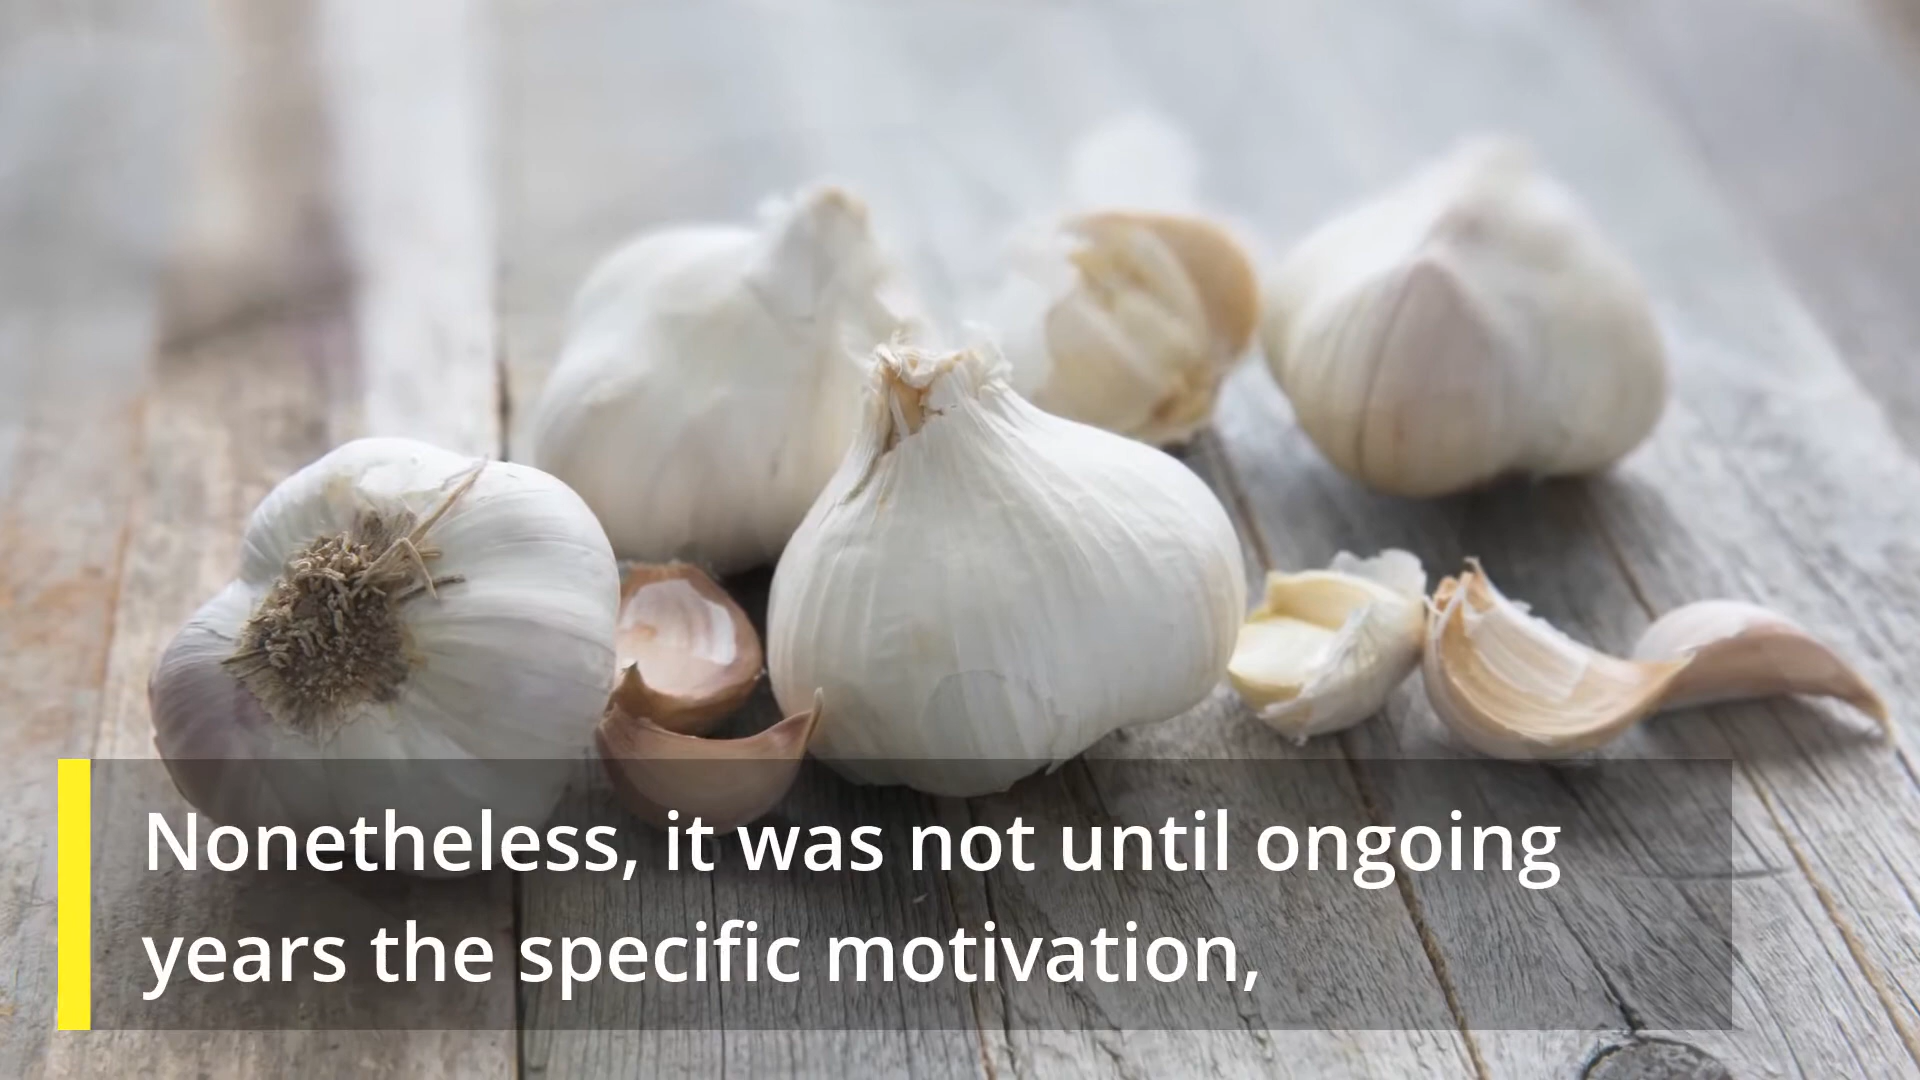 Nonetheless, it was not until ongoing
years the specific motivation,